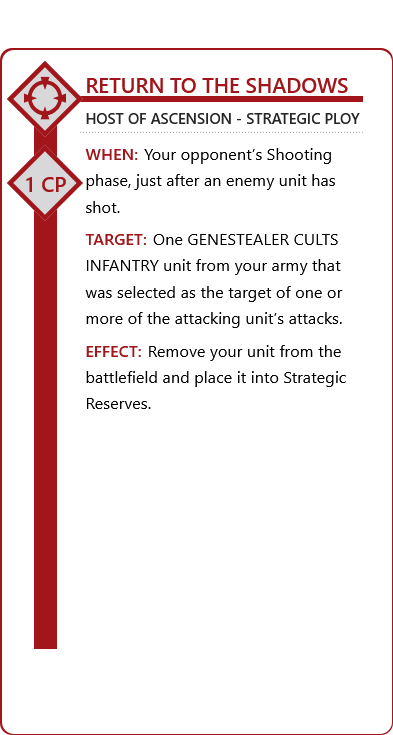 RETURN TO THE SHADOWS
HOST OF ASCENSION - STRATEGIC PLOY
1 CP
WHEN: Your opponent’s Shooting
phase, just after an enemy unit has
shot.
TARGET: One GENESTEALER CULTS
INFANTRY unit from your army that
was selected as the target of one or
more of the attacking unit’s attacks.
EFFECT: Remove your unit from the
battlefield and place it into Strategic
Reserves.